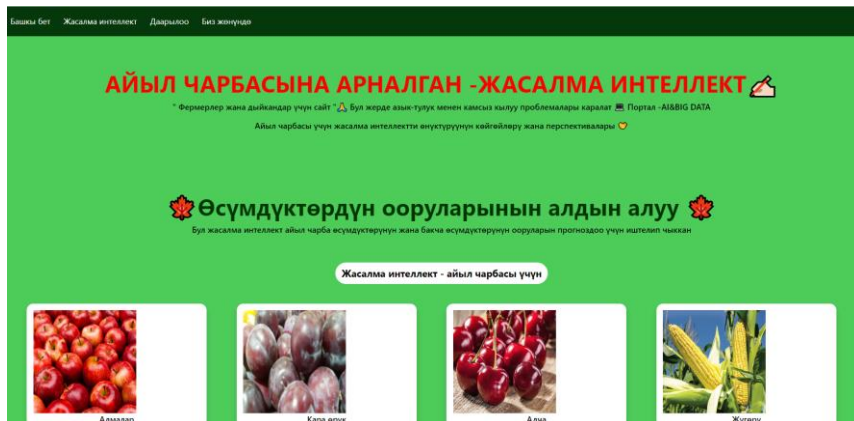 Башкы бет Жасалма интеллект Даарылоо Биз жөнүндө
АЙЫЛ ЧАРБАСЫНА АРНАЛГАН -ЖАСАЛМА ИНТЕЛЛЕКТ✍🏻
" Фермерлер жана дыйкандар үчүн сайт "🙏 Бул жерде азык-тулук менен камсыз кылуу проблемалары каралат 💻 Портал -AI&BIG DATA
Айыл чарбасы үчүн жасалма интеллектти өнүктүрүүнүн көйгөйлөрү жана перспективалары
🍁Өсүмдүктөрдүн ооруларынын алдын алуу 🍁
Бул жасалма интеллект айыл чарба өсүмдүктөрүнүн жана бакча өсүмдүктөрүнүн ооруларын прогноздоо үчүн иштелип чыккан
Жасалма интеллект - айыл чарбасы үчүн
Алмалар Кара өрүк Алча Жүгөрү